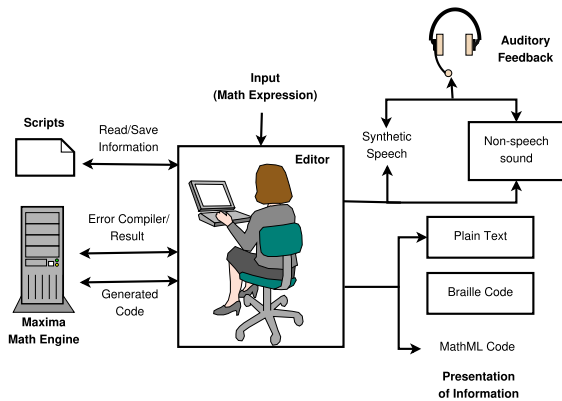 Auditory
Feedback
Input
(Math Expression)
Scripts
Read/Save
Information
Editor
Synthetic
Speech
Non-speech
sound
Error Compiler/
Result
Plain Text
Generated
Code
Braille Code
Maxima
Math Engine
MathML Code
Presentation
of Information